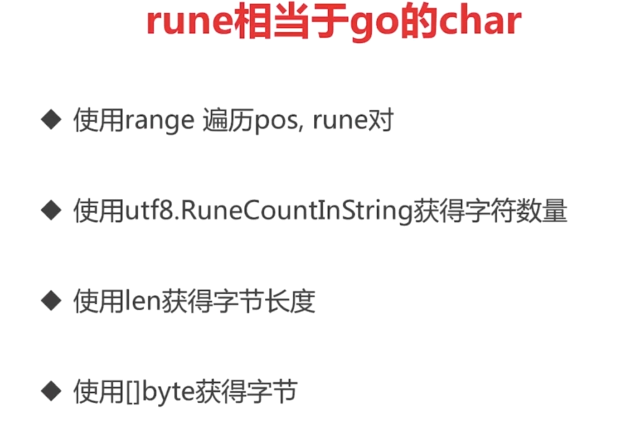 rune相当于go的char
◆ 使用range 遍历pos, rune对
◆ 使用utf8.RuneCountInString获得字符数量
◆ 使用len获得字节长度
◆ 使用[]byte获得字节